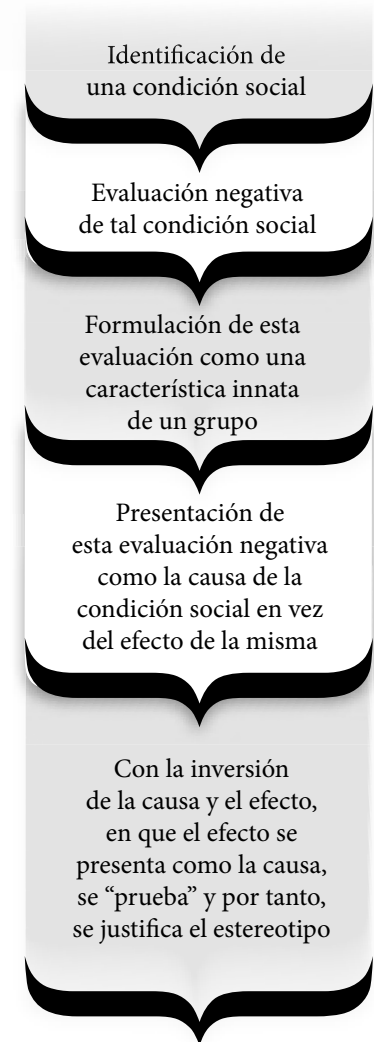 Identificación de
una condición social
Evaluación negativa
de tal condición social
Formulación de esta
evaluación como una
característica innata
de un grupo
Presentación de
esta evaluación negativa
como la causa de la
condición social en vez
del efecto de la misma
Con la inversión
de la causa y el efecto,
en que el efecto se
presenta como la causa,
se “prueba” y por tanto,
se justifica el estereotipo